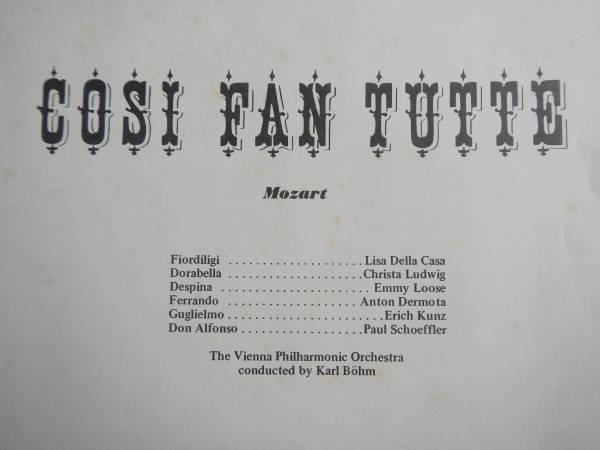 COSI FAN TUTTE
Mozart
Fiordiligi . . . . . . . . . . . . . . . . . . . . Lisa Della Casa
Dorabella . . . . . . . . . . . . . . . . . . . . Christa Ludwig
Despina . . . . . . . . . . . . . . . . . . . . . . Emmy Loose
Ferrando . . . . . . . . . . . . . . . . . . . . Anton Dermota
Guglielmo . . . . . . . . . . . . . . . . . . . . . . . Erich Kunz
Don Alfonso . . . . . . . . . . . . . . . . . . Paul Schoeffler
The Vienna Philharmonic Orchestra
conducted by Karl Böhm